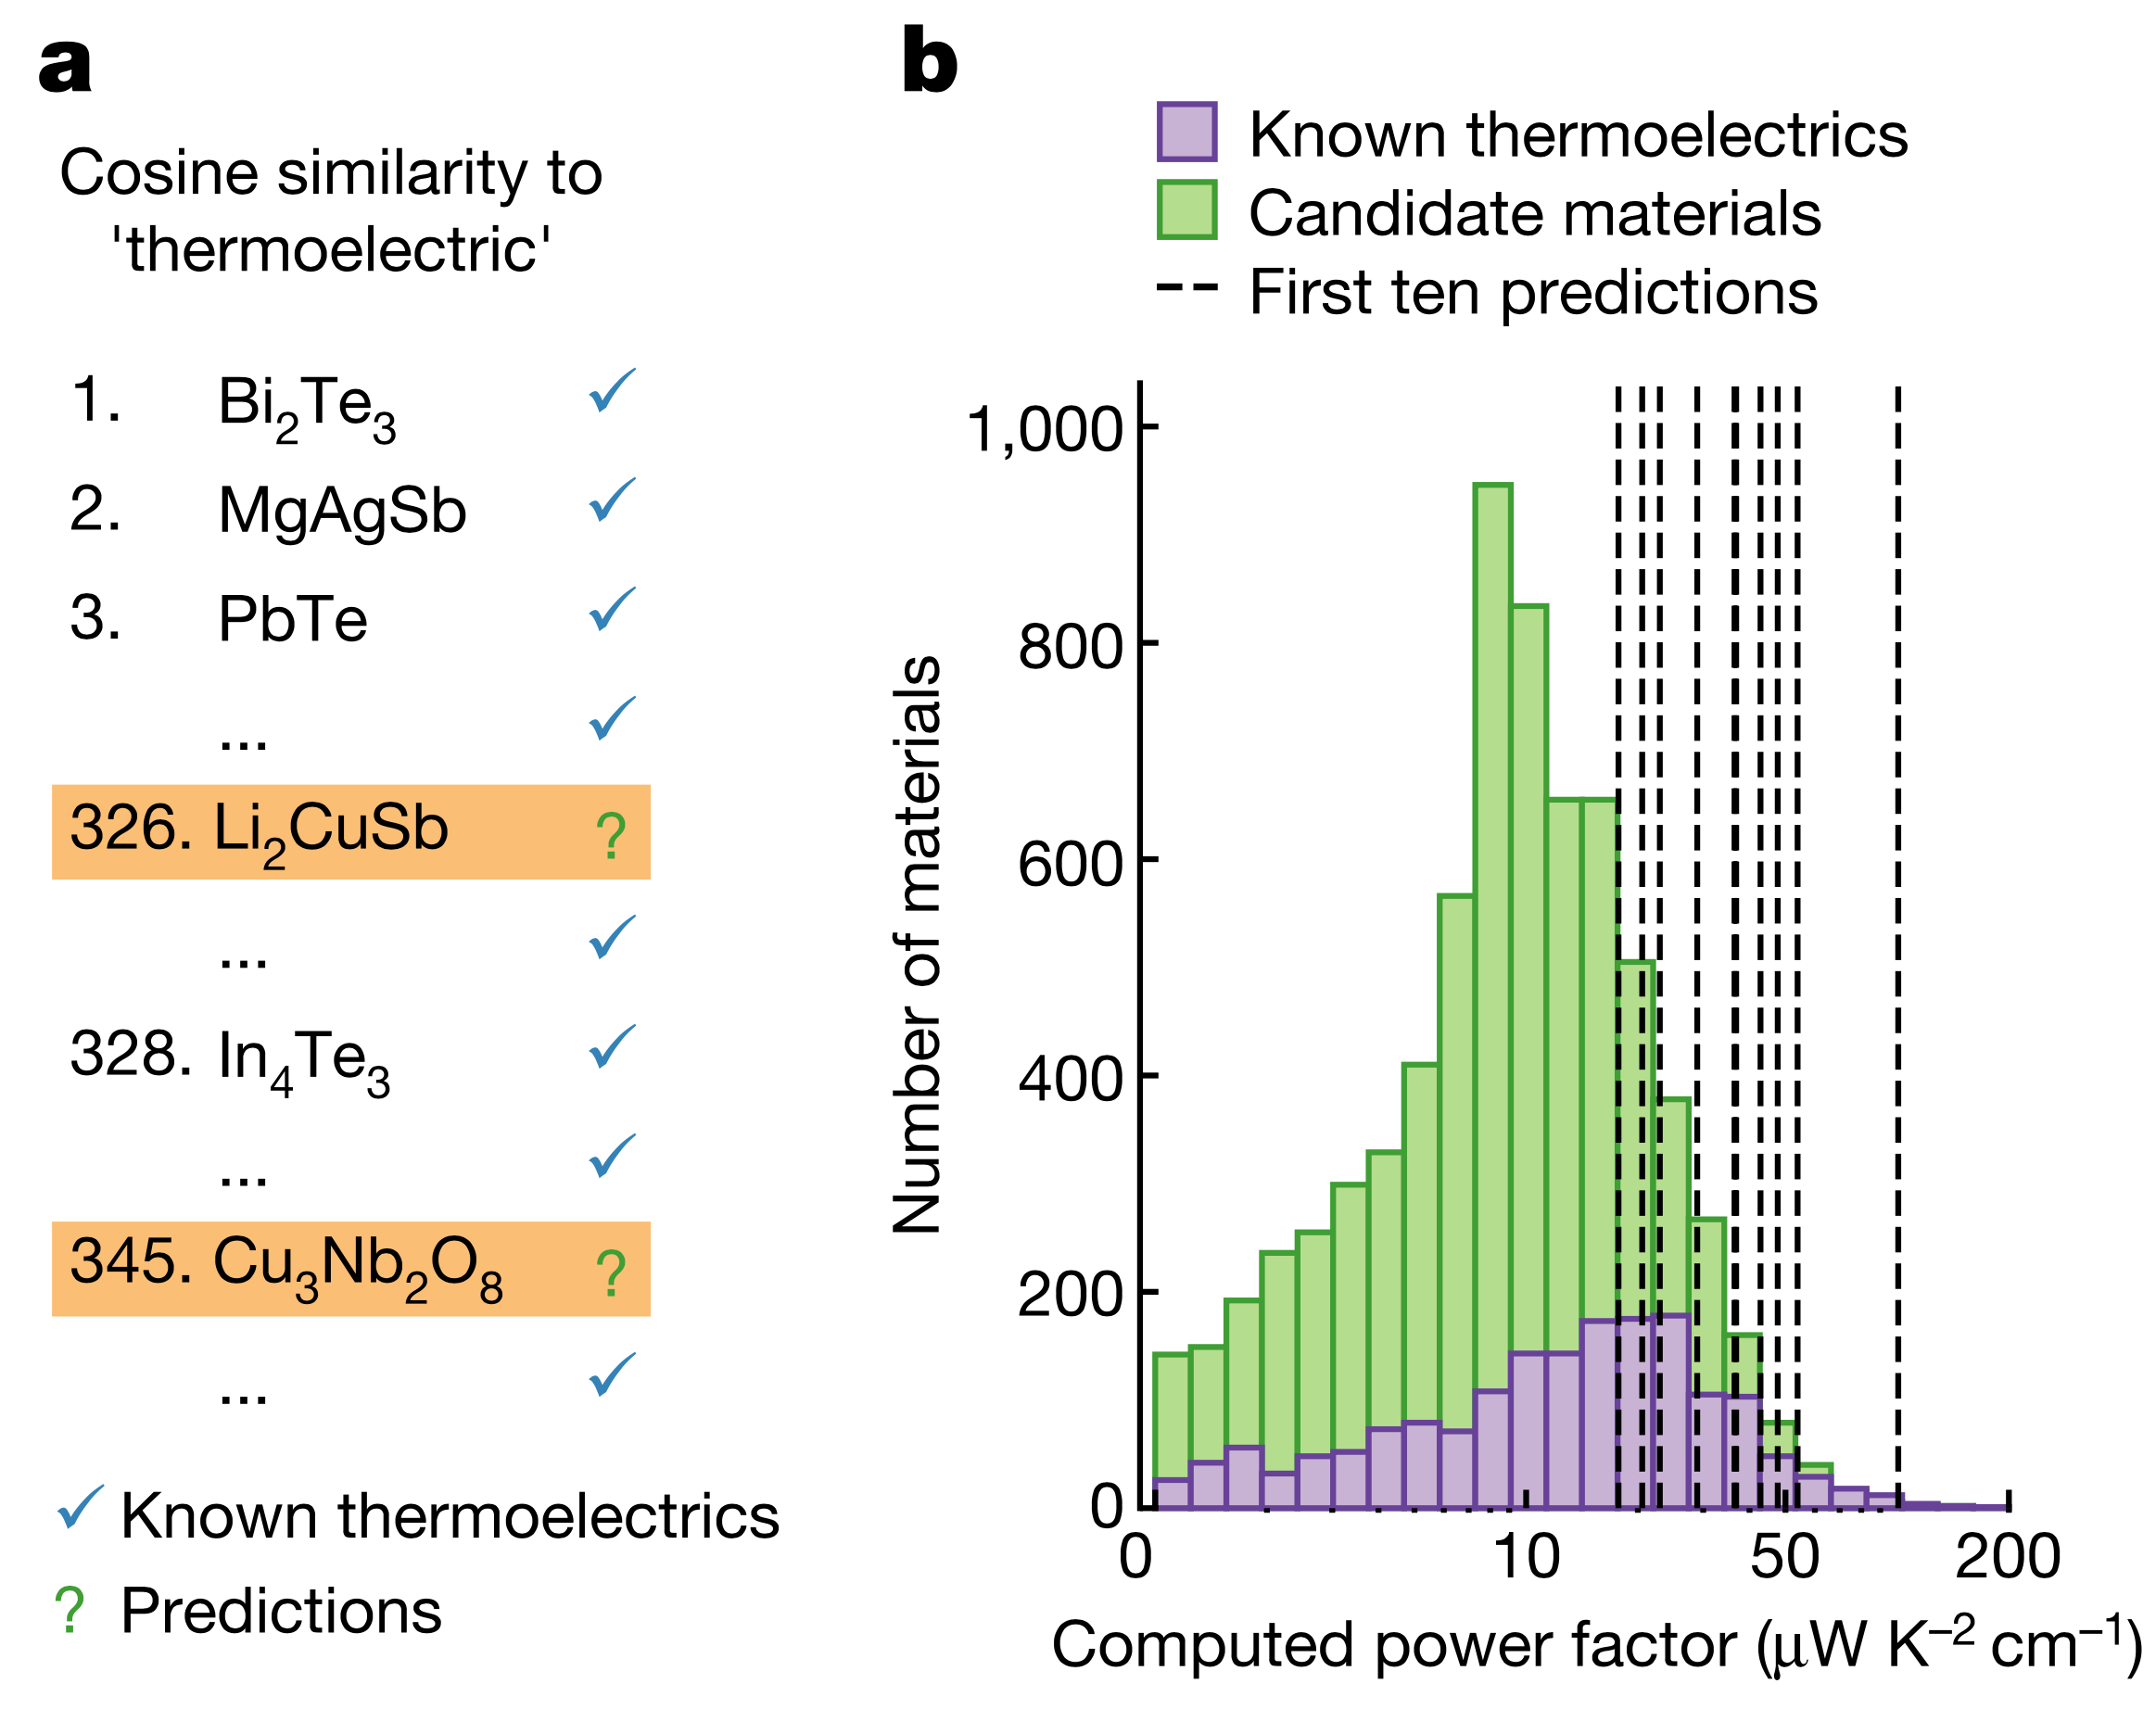 a
Cosine similarity to
'thermoelectric'
1. Bi₂Te₃ ✓
2. MgAgSb ✓
3. PbTe ✓
... ✓
326. Li₂CuSb ?
... ✓
328. In₄Te₃ ✓
... ✓
345. Cu₃Nb₂O₈ ?
... ✓
✓ Known thermoelectrics
? Predictions
b
Known thermoelectrics
Candidate materials
First ten predictions
Number of materials
1,000
800
600
400
200
0
0 10 50 200
Computed power factor (μW K⁻² cm⁻¹)